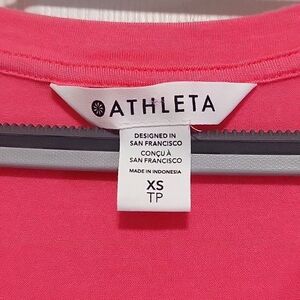 ATHLETA
DESIGNED IN
SAN FRANCISCO
CONÇU À
SAN FRANCISCO
MADE IN INDONESIA
XS
TP